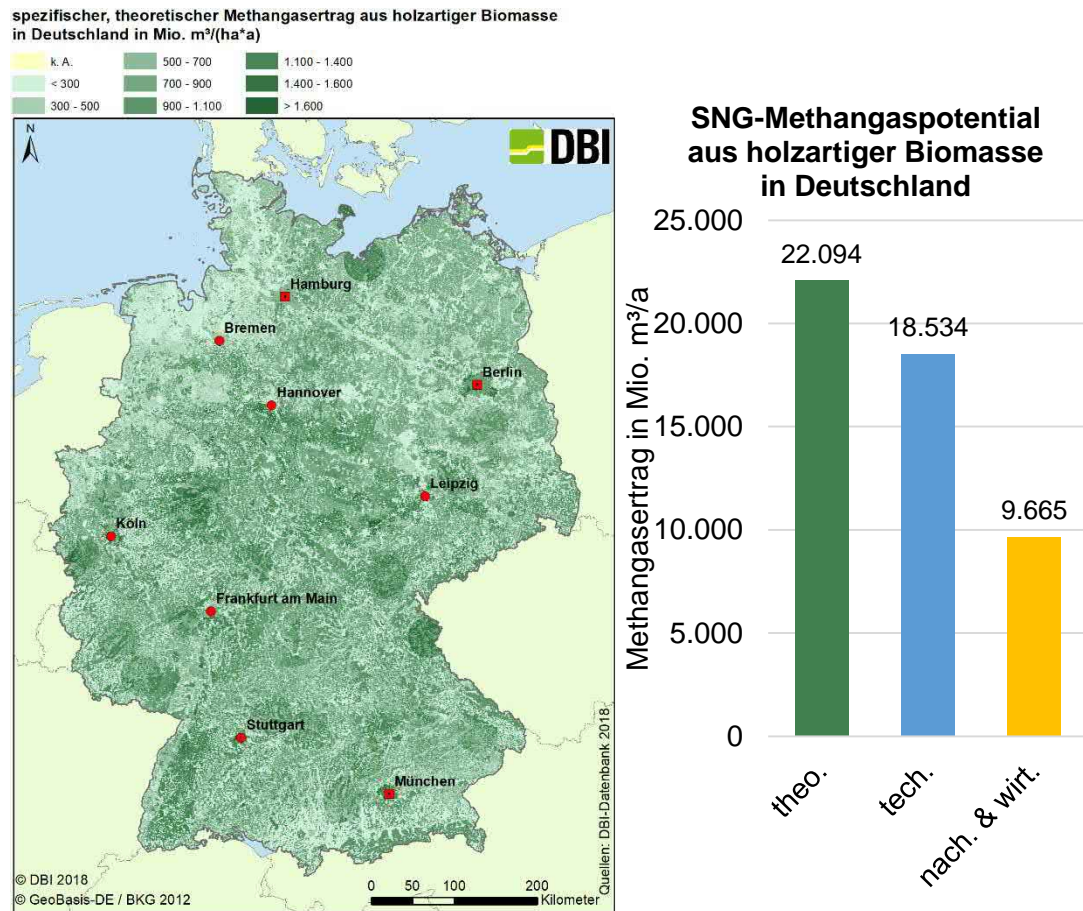 spezifischer, theoretischer Methangasertrag aus holzartiger Biomasse
in Deutschland in Mio. m³/(ha*a)
k. A.
500 - 700
1.100 - 1.400
< 300
700 - 900
1.400 - 1.600
300 - 500
900 - 1.100
> 1.600
N
DBI
Hamburg
Bremen
Berlin
Hannover
Leipzig
Köln
Frankfurt am Main
Stuttgart
München
Quellen: DBI-Datenbank 2018
© DBI 2018
© GeoBasis-DE / BKG 2012
0 50 100 200
Kilometer
SNG-Methangaspotential
aus holzartiger Biomasse
in Deutschland
Methangasertrag in Mio. m³/a
25.000
20.000
15.000
10.000
5.000
0
22.094
18.534
9.665
theo.
tech.
nach. & wirt.